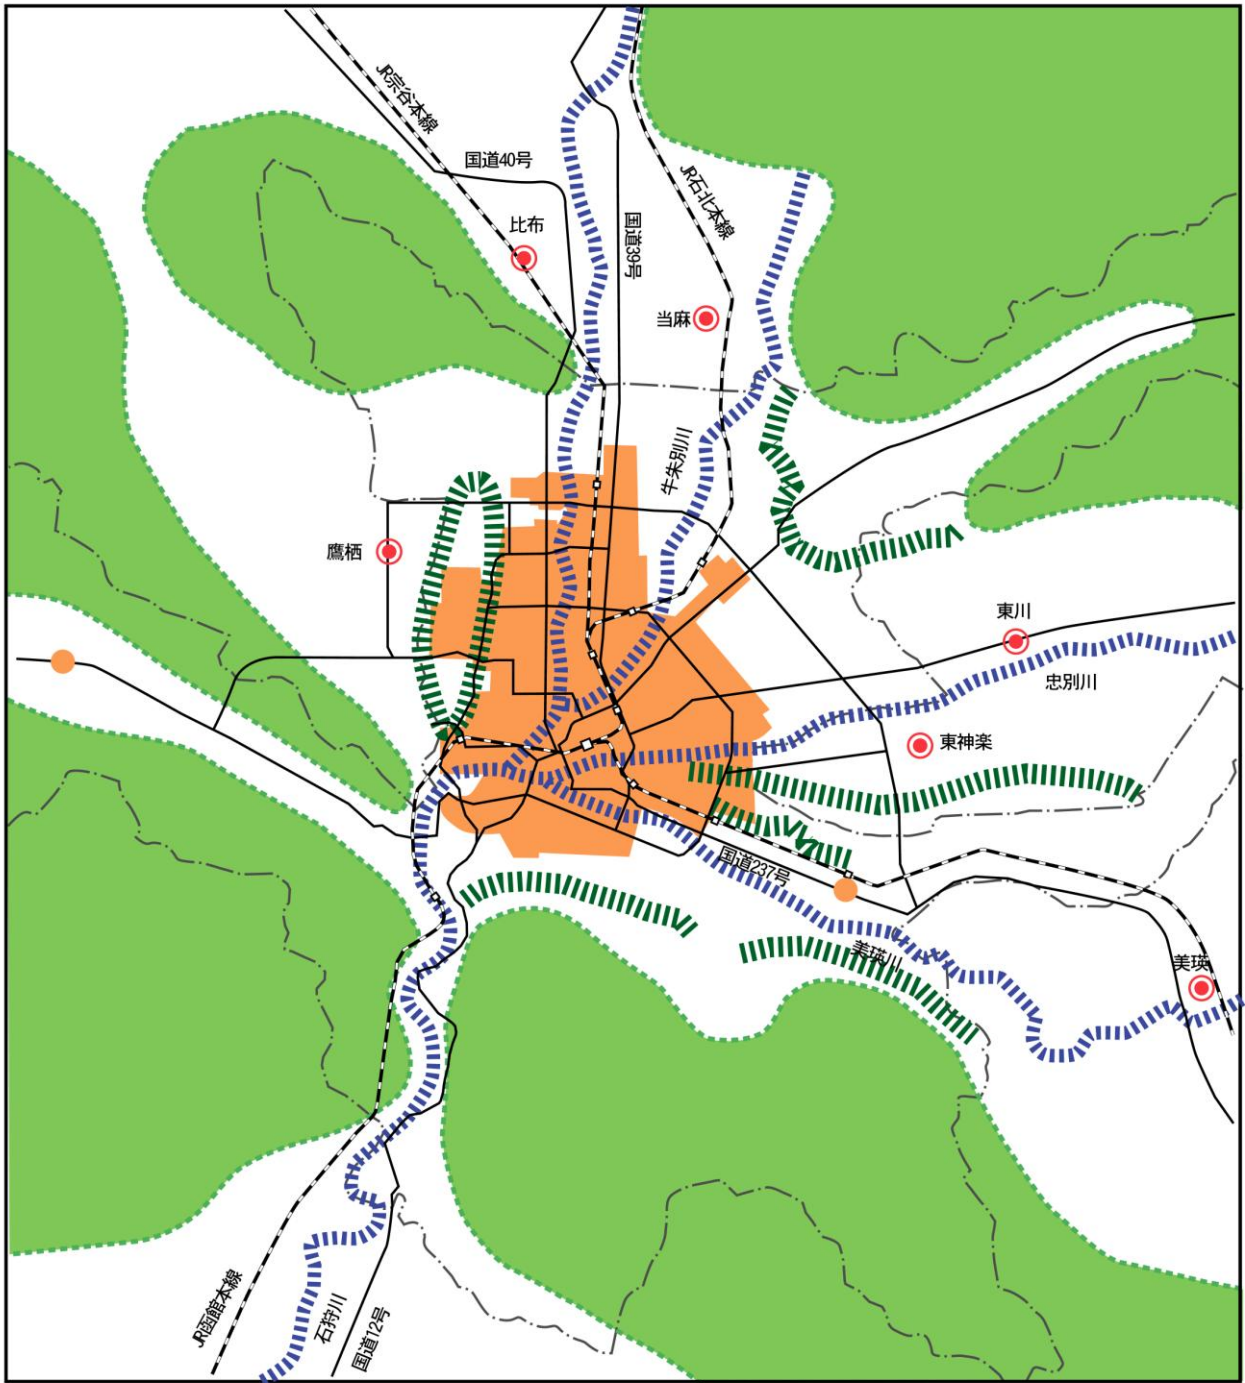 JR宗谷本線
国道40号
JR石北本線
比布
国道39号
当麻
牛朱別川
鷹栖
東川
忠別川
東神楽
国道237号
美瑛川
美瑛
JR函館本線
石狩川
国道12号